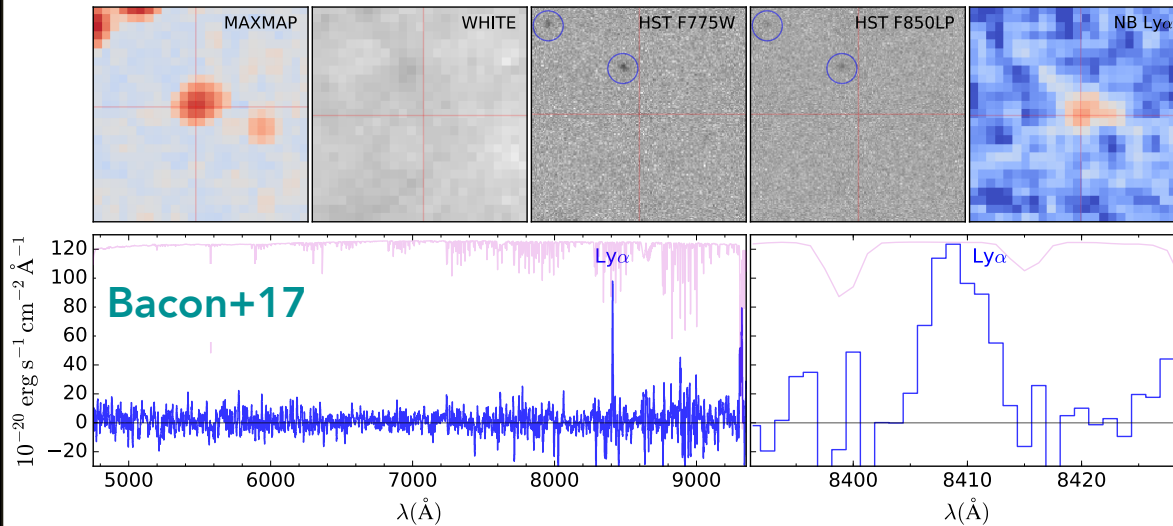 MAXMAP
WHITE
HST F775W
HST F850LP
NB Lyα
10⁻²⁰ erg s⁻¹ cm⁻² Å⁻¹
120
100
80
60
40
20
0
−20
Lyα
Bacon+17
5000 6000 7000 8000 9000
λ(Å)
Lyα
8400 8410 8420
λ(Å)